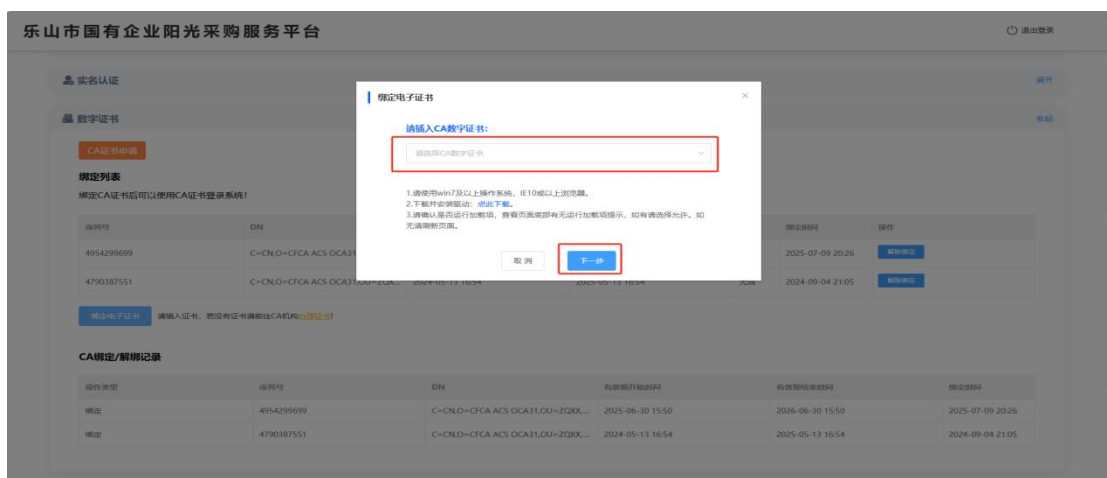 乐山市国有企业阳光采购服务平台
退出登录
实名认证
展开
绑定电子证书
数字证书
收起
请插入CA数字证书：
CA证书申请
请选择CA数字证书
绑定列表
绑定CA证书后可以使用CA证书登录系统！
1.请使用win7及以上操作系统，IE10或以上浏览器。
2.下载并安装驱动：点此下载。
3.请确认是否运行加载项，查看页面底部有无运行加载项提示，如有请选择允许。如
无请刷新页面。
取消 下一步
序列号 DN 绑定时间 操作
4954299699 C=CN,O=CFCA ACS OCA31 2025-07-09 20:26 解除绑定
4790387551 C=CN,O=CFCA ACS OCA31,OU=ZQX... 2024-05-13 16:54 2025-05-13 16:54 无效 2024-09-04 21:05 解除绑定
绑定电子证书 请插入证书，若没有证书请前往CA机构办理证书！
CA绑定/解绑记录
操作类型 序列号 DN 有效期开始时间 有效期结束时间 绑定时间
绑定 4954299699 C=CN,O=CFCA ACS OCA31,OU=ZQXX,... 2025-06-30 15:50 2026-06-30 15:50 2025-07-09 20:26
绑定 4790387551 C=CN,O=CFCA ACS OCA31,OU=ZQXX,... 2024-05-13 16:54 2025-05-13 16:54 2024-09-04 21:05